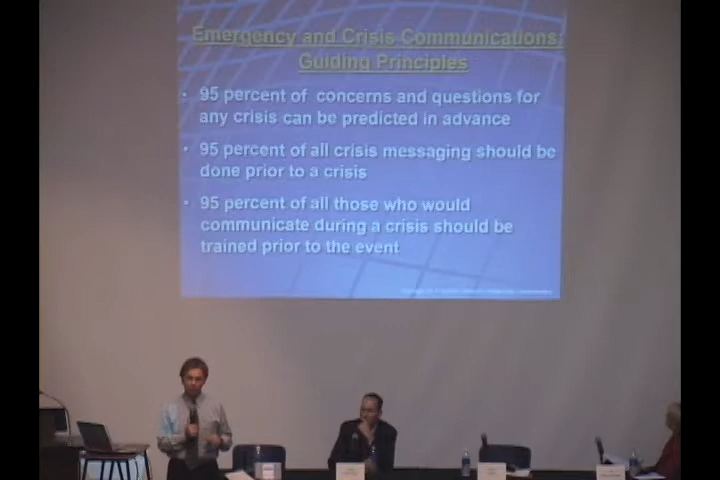 Emergency and Crisis Communications:
Guiding Principles
• 95 percent of concerns and questions for
any crisis can be predicted in advance
• 95 percent of all crisis messaging should be
done prior to a crisis
• 95 percent of all those who would
communicate during a crisis should be
trained prior to the event